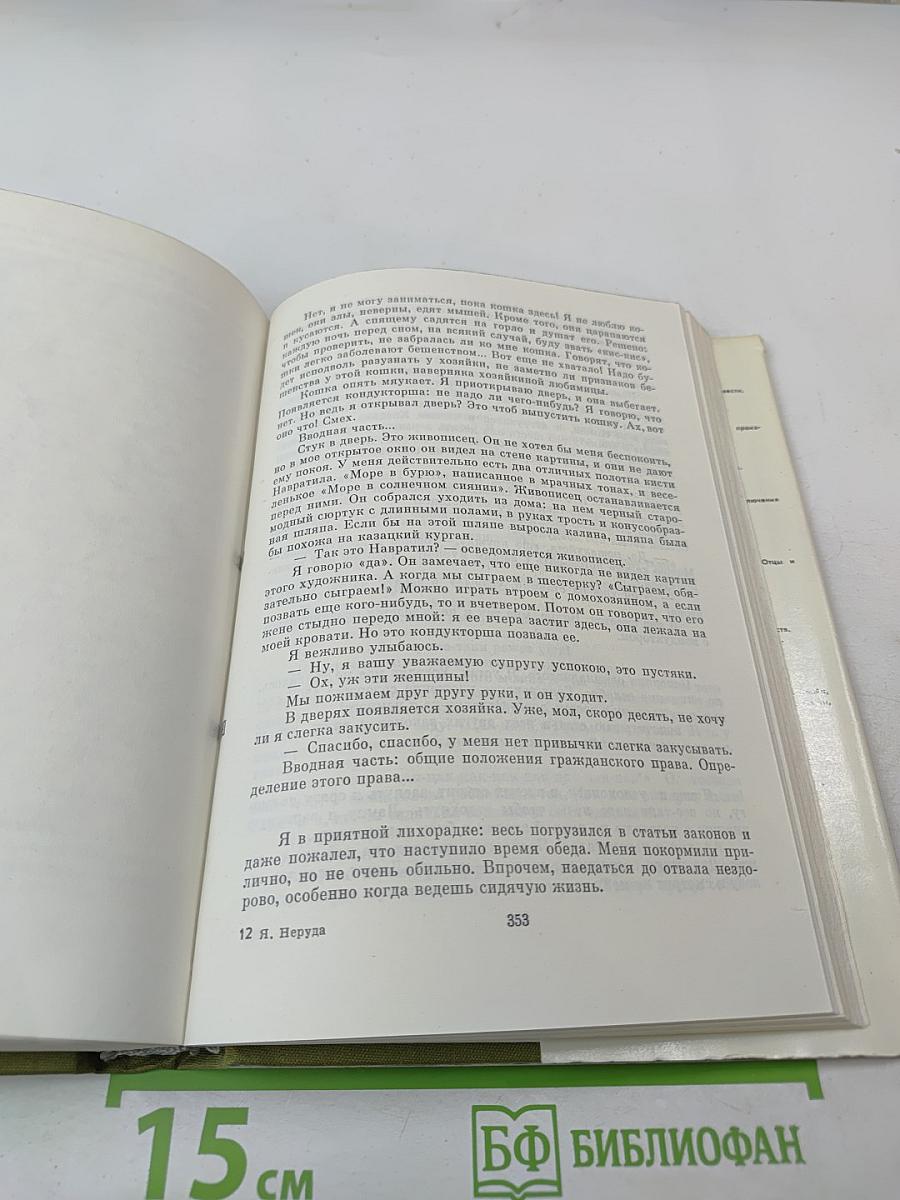 Нет, я не могу заниматься, пока кошка здесь! Я не люблю ко-
шек, они злы, неверны, едят мышей. Кроме того, они царапаются
и кусаются. А спящему садятся на горло и душат его. Решено:
каждую ночь перед сном, на всякий случай, буду звать «кис-кис»,
чтобы проверить, не забралась ли ко мне кошка. Говорят, что ко-
шки легко заболевают бешенством... Вот еще не хватало! Надо бу-
дет исподволь разузнать у хозяйки, не заметно ли признаков бе-
шенства у этой кошки, наверняка хозяйкиной любимицы.
Кошка опять мяукает. Я приоткрываю дверь, и она выбегает.
Появляется кондукторша: не надо ли чего-нибудь? Я говорю, что
нет. Но ведь я открывал дверь? Это чтоб выпустить кошку. Ах, вот
оно что! Смех.
Вводная часть...
Стук в дверь. Это живописец. Он не хотел бы меня беспокоить,
но в мое открытое окно он видел на стене картины, и они не дают
ему покоя. У меня действительно есть два отличных полотна кисти
Навратила. «Море в бурю», написанное в мрачных тонах, и весе-
ленькое «Море в солнечном сиянии». Живописец останавливается
перед ними. Он собрался уходить из дома: на нем черный старо-
модный сюртук с длинными полами, в руках трость и конусообраз-
ная шляпа. Если бы на этой шляпе выросла калина, шляпа была
бы похожа на казацкий курган.
— Так это Навратил? — осведомляется живописец.
Я говорю «да». Он замечает, что еще никогда не видел картин
этого художника. А когда мы сыграем в шестерку? «Сыграем, обя-
зательно сыграем!» Можно играть втроем с домохозяином, а если
позвать еще кого-нибудь, то и вчетвером. Потом он говорит, что его
жене стыдно передо мной: я ее вчера застиг здесь, она лежала на
моей кровати. Но это кондукторша позвала ее.
Я вежливо улыбаюсь.
— Ну, я вашу уважаемую супругу успокою, это пустяки.
— Ох, уж эти женщины!
Мы пожимаем друг другу руки, и он уходит.
В дверях появляется хозяйка. Уже, мол, скоро десять, не хочу
ли я слегка закусить.
— Спасибо, спасибо, у меня нет привычки слегка закусывать.
Вводная часть: общие положения гражданского права. Опре-
деление этого права...
Я в приятной лихорадке: весь погрузился в статьи законов и
даже пожалел, что наступило время обеда. Меня покормили при-
лично, но не очень обильно. Впрочем, наедаться до отвала нездо-
рово, особенно когда ведешь сидячую жизнь.
12 Я. Неруда
353
Отцы и
15 см
БФ БИБЛИОФАН